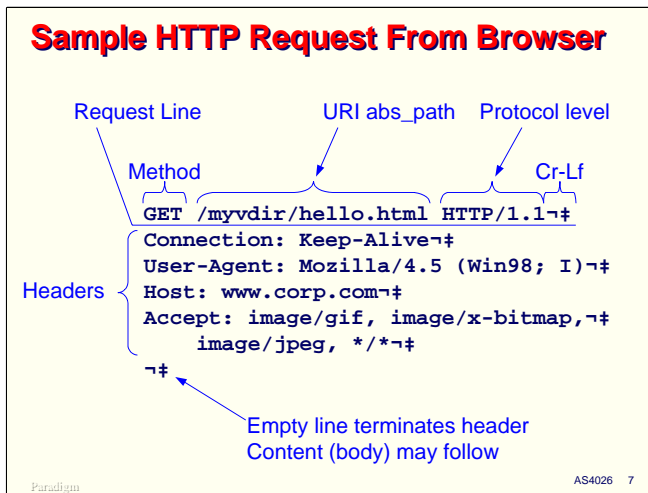 Sample HTTP Request From Browser
Request Line
URI abs_path
Protocol level
Method
Cr-Lf
GET /myvdir/hello.html HTTP/1.1¬‡
Connection: Keep-Alive¬‡
User-Agent: Mozilla/4.5 (Win98; I)¬‡
Headers
Host: www.corp.com¬‡
Accept: image/gif, image/x-bitmap,¬‡
image/jpeg, */*¬‡
¬‡
Empty line terminates header
Content (body) may follow
Paradigm
AS4026 7